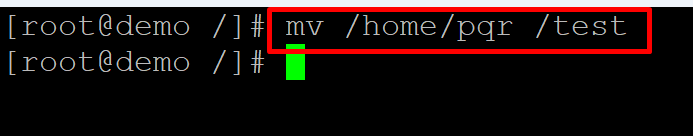 [root@demo /]# mv /home/pqr /test
[root@demo /]#